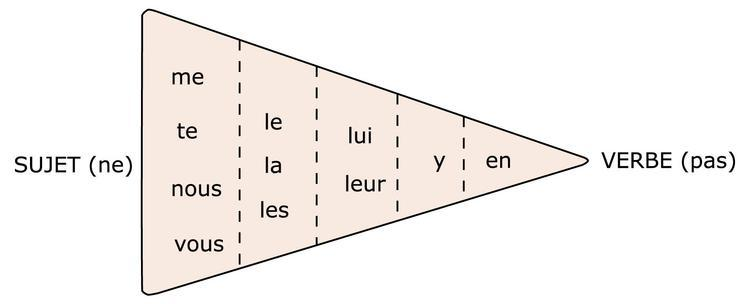 SUJET (ne)
me
te
nous
vous
le
la
les
lui
leur
y
en
VERBE (pas)